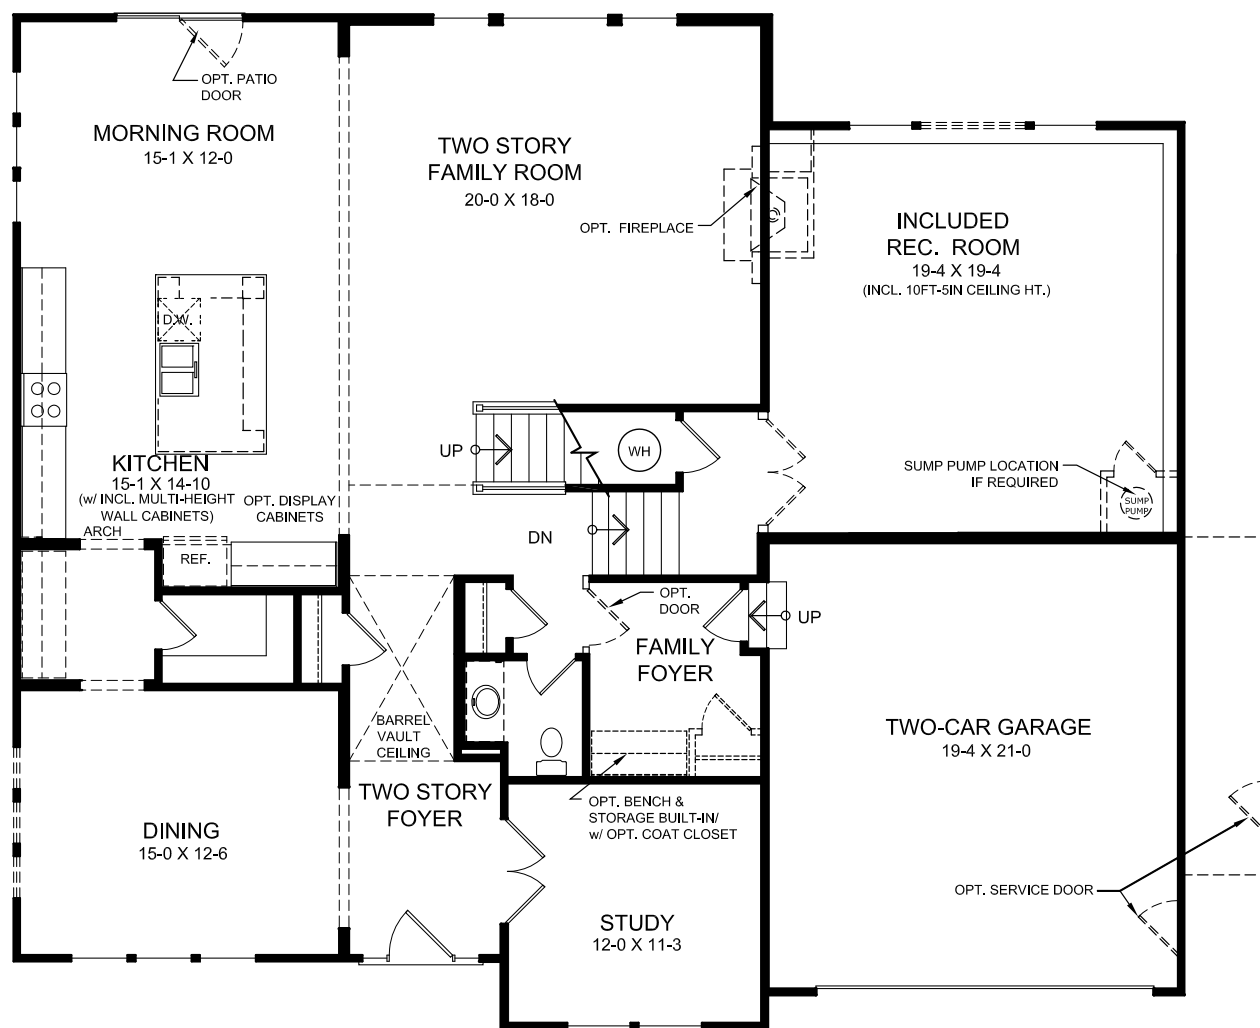 OPT. PATIO
DOOR
MORNING ROOM
15-1 X 12-0
TWO STORY
FAMILY ROOM
20-0 X 18-0
OPT. FIREPLACE
INCLUDED
REC. ROOM
19-4 X 19-4
(INCL. 10FT-5IN CEILING HT.)
D.W.
KITCHEN
15-1 X 14-10
(w/ INCL. MULTI-HEIGHT
WALL CABINETS)
ARCH
OPT. DISPLAY
CABINETS
REF.
UP
WH
DN
SUMP PUMP LOCATION
IF REQUIRED
SUMP
PUMP
OPT.
DOOR
FAMILY
FOYER
UP
BARREL
VAULT
CEILING
TWO STORY
FOYER
OPT. BENCH &
STORAGE BUILT-IN/
w/ OPT. COAT CLOSET
TWO-CAR GARAGE
19-4 X 21-0
DINING
15-0 X 12-6
STUDY
12-0 X 11-3
OPT. SERVICE DOOR